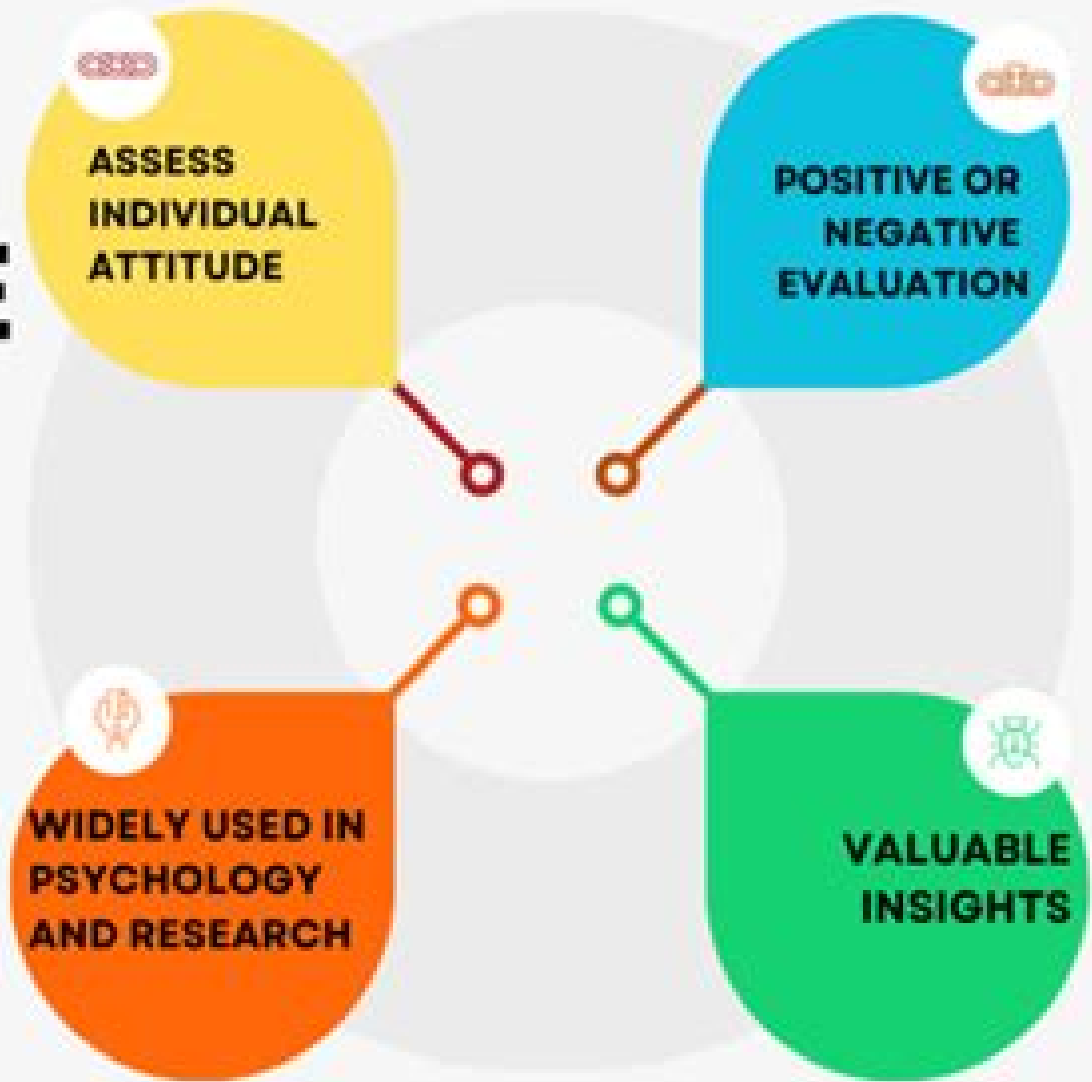 ASSESS
INDIVIDUAL
ATTITUDE
POSITIVE OR
NEGATIVE
EVALUATION
WIDELY USED IN
PSYCHOLOGY
AND RESEARCH
VALUABLE
INSIGHTS